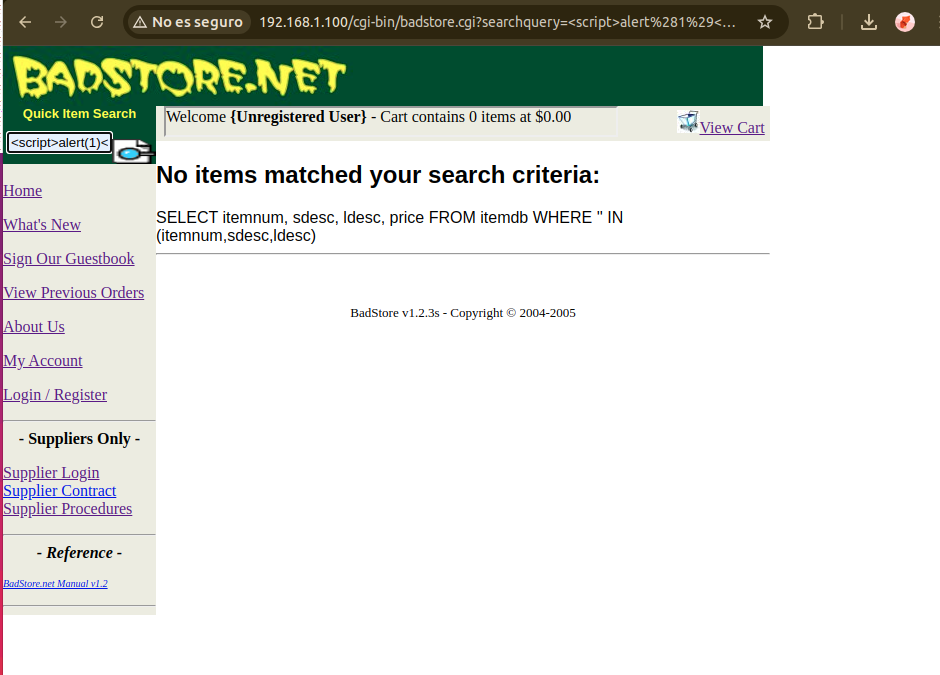 No es seguro 192.168.1.100/cgi-bin/badstore.cgi?searchquery=<script>alert%281%29<...
BADSTORE.NET
Quick Item Search
<script>alert(1)<
Welcome {Unregistered User} - Cart contains 0 items at $0.00
View Cart
Home
What's New
Sign Our Guestbook
View Previous Orders
About Us
My Account
Login / Register
- Suppliers Only -
Supplier Login
Supplier Contract
Supplier Procedures
- Reference -
BadStore.net Manual v1.2
No items matched your search criteria:
SELECT itemnum, sdesc, ldesc, price FROM itemdb WHERE '' IN
(itemnum,sdesc,ldesc)
BadStore v1.2.3s - Copyright © 2004-2005